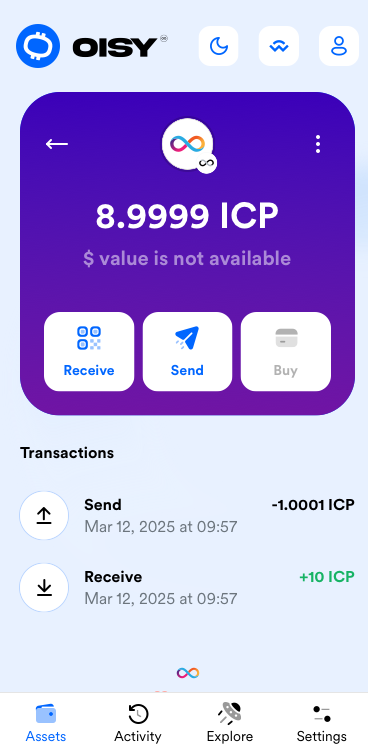 OISY
8.9999 ICP
$ value is not available
Receive
Send
Buy
Transactions
Send
-1.0001 ICP
Mar 12, 2025 at 09:57
Receive
+10 ICP
Mar 12, 2025 at 09:57
Assets
Activity
Explore
Settings